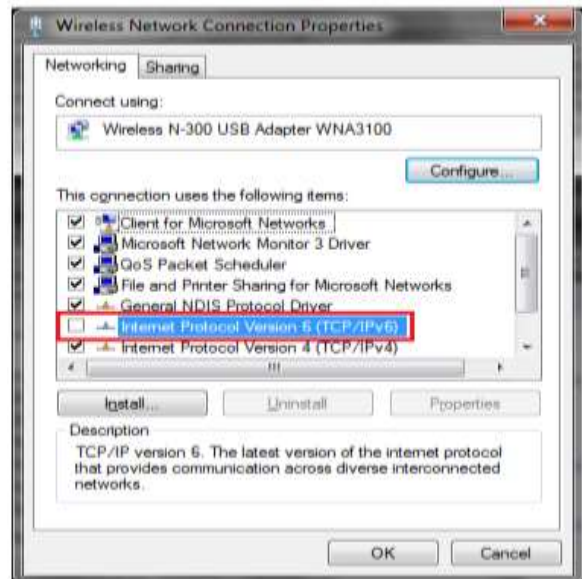 Wireless Network Connection Properties
Networking
Sharing
Connect using:
Wireless N-300 USB Adapter WNA3100
Configure...
This connection uses the following items:
Client for Microsoft Networks
Microsoft Network Monitor 3 Driver
QoS Packet Scheduler
File and Printer Sharing for Microsoft Networks
General NDIS Protocol Driver
Internet Protocol Version 6 (TCP/IPv6)
Internet Protocol Version 4 (TCP/IPv4)
Install...
Uninstall
Properties
Description
TCP/IP version 6. The latest version of the internet protocol
that provides communication across diverse interconnected
networks.
OK
Cancel